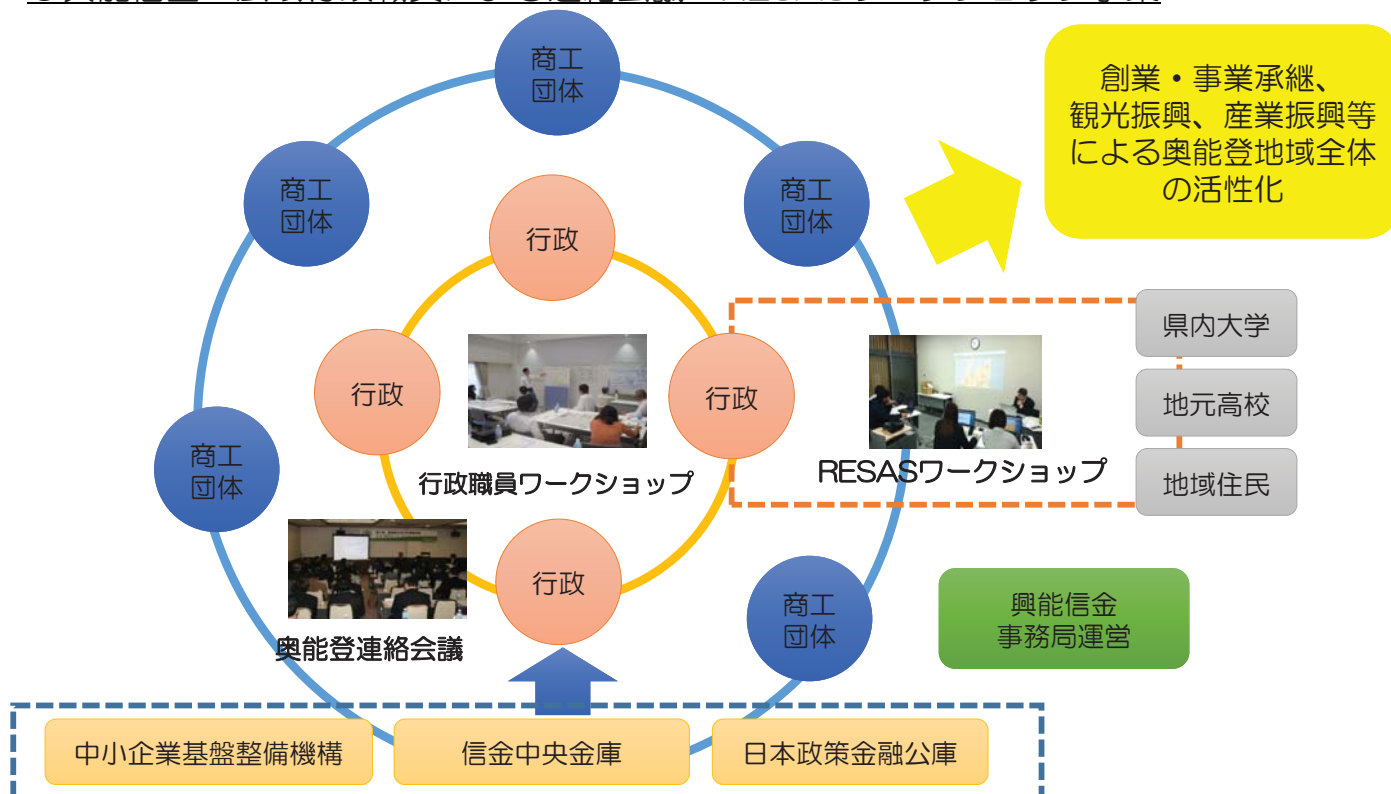 商工
団体
創業・事業承継、
観光振興、産業振興等
による奥能登地域全体
の活性化
商工
団体
商工
団体
行政
行政
行政
県内大学
地元高校
地域住民
行政職員ワークショップ
RESASワークショップ
商工
団体
行政
奥能登連絡会議
商工
団体
興能信金
事務局運営
中小企業基盤整備機構
信金中央金庫
日本政策金融公庫